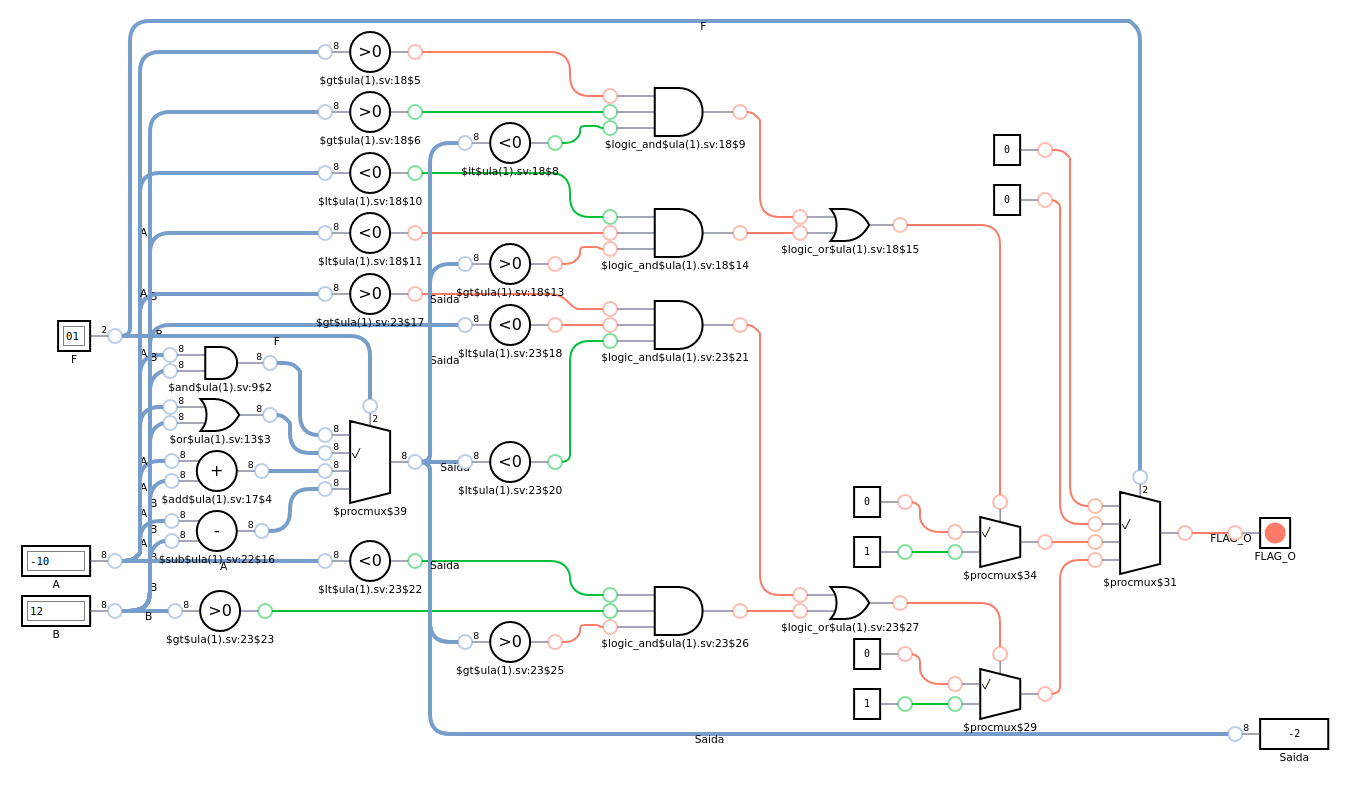 F
8
>0
$gt$ula(1).sv:18$5
8
>0
$gt$ula(1).sv:18$6
8
<0
$lt$ula(1).sv:18$8
$logic_and$ula(1).sv:18$9
0
8
<0
$lt$ula(1).sv:18$10
0
A
8
<0
$lt$ula(1).sv:18$11
8
>0
$gt$ula(1).sv:18$13
$logic_and$ula(1).sv:18$14
$logic_or$ula(1).sv:18$15
A
B
8
>0
$gt$ula(1).sv:23$17
Saida
8
<0
$lt$ula(1).sv:23$18
$logic_and$ula(1).sv:23$21
01
2
F
B
F
A
B
8
8
8
$and$ula(1).sv:9$2
Saida
8
8
8
$or$ula(1).sv:13$3
2
8
8
8
8
✓
8
$procmux$39
A
8
8
+
8
$add$ula(1).sv:17$4
Saida
8
<0
$lt$ula(1).sv:23$20
A
B
A
B
8
8
-
8
$sub$ula(1).sv:22$16
A
B
0
1
✓
$procmux$34
2
✓
$procmux$31
FLAG_O
FLAG_O
-10
8
A
A
8
<0
$lt$ula(1).sv:23$22
Saida
B
12
8
B
B
8
>0
$gt$ula(1).sv:23$23
8
>0
$gt$ula(1).sv:23$25
$logic_and$ula(1).sv:23$26
$logic_or$ula(1).sv:23$27
0
1
✓
$procmux$29
Saida
8
-2
Saida